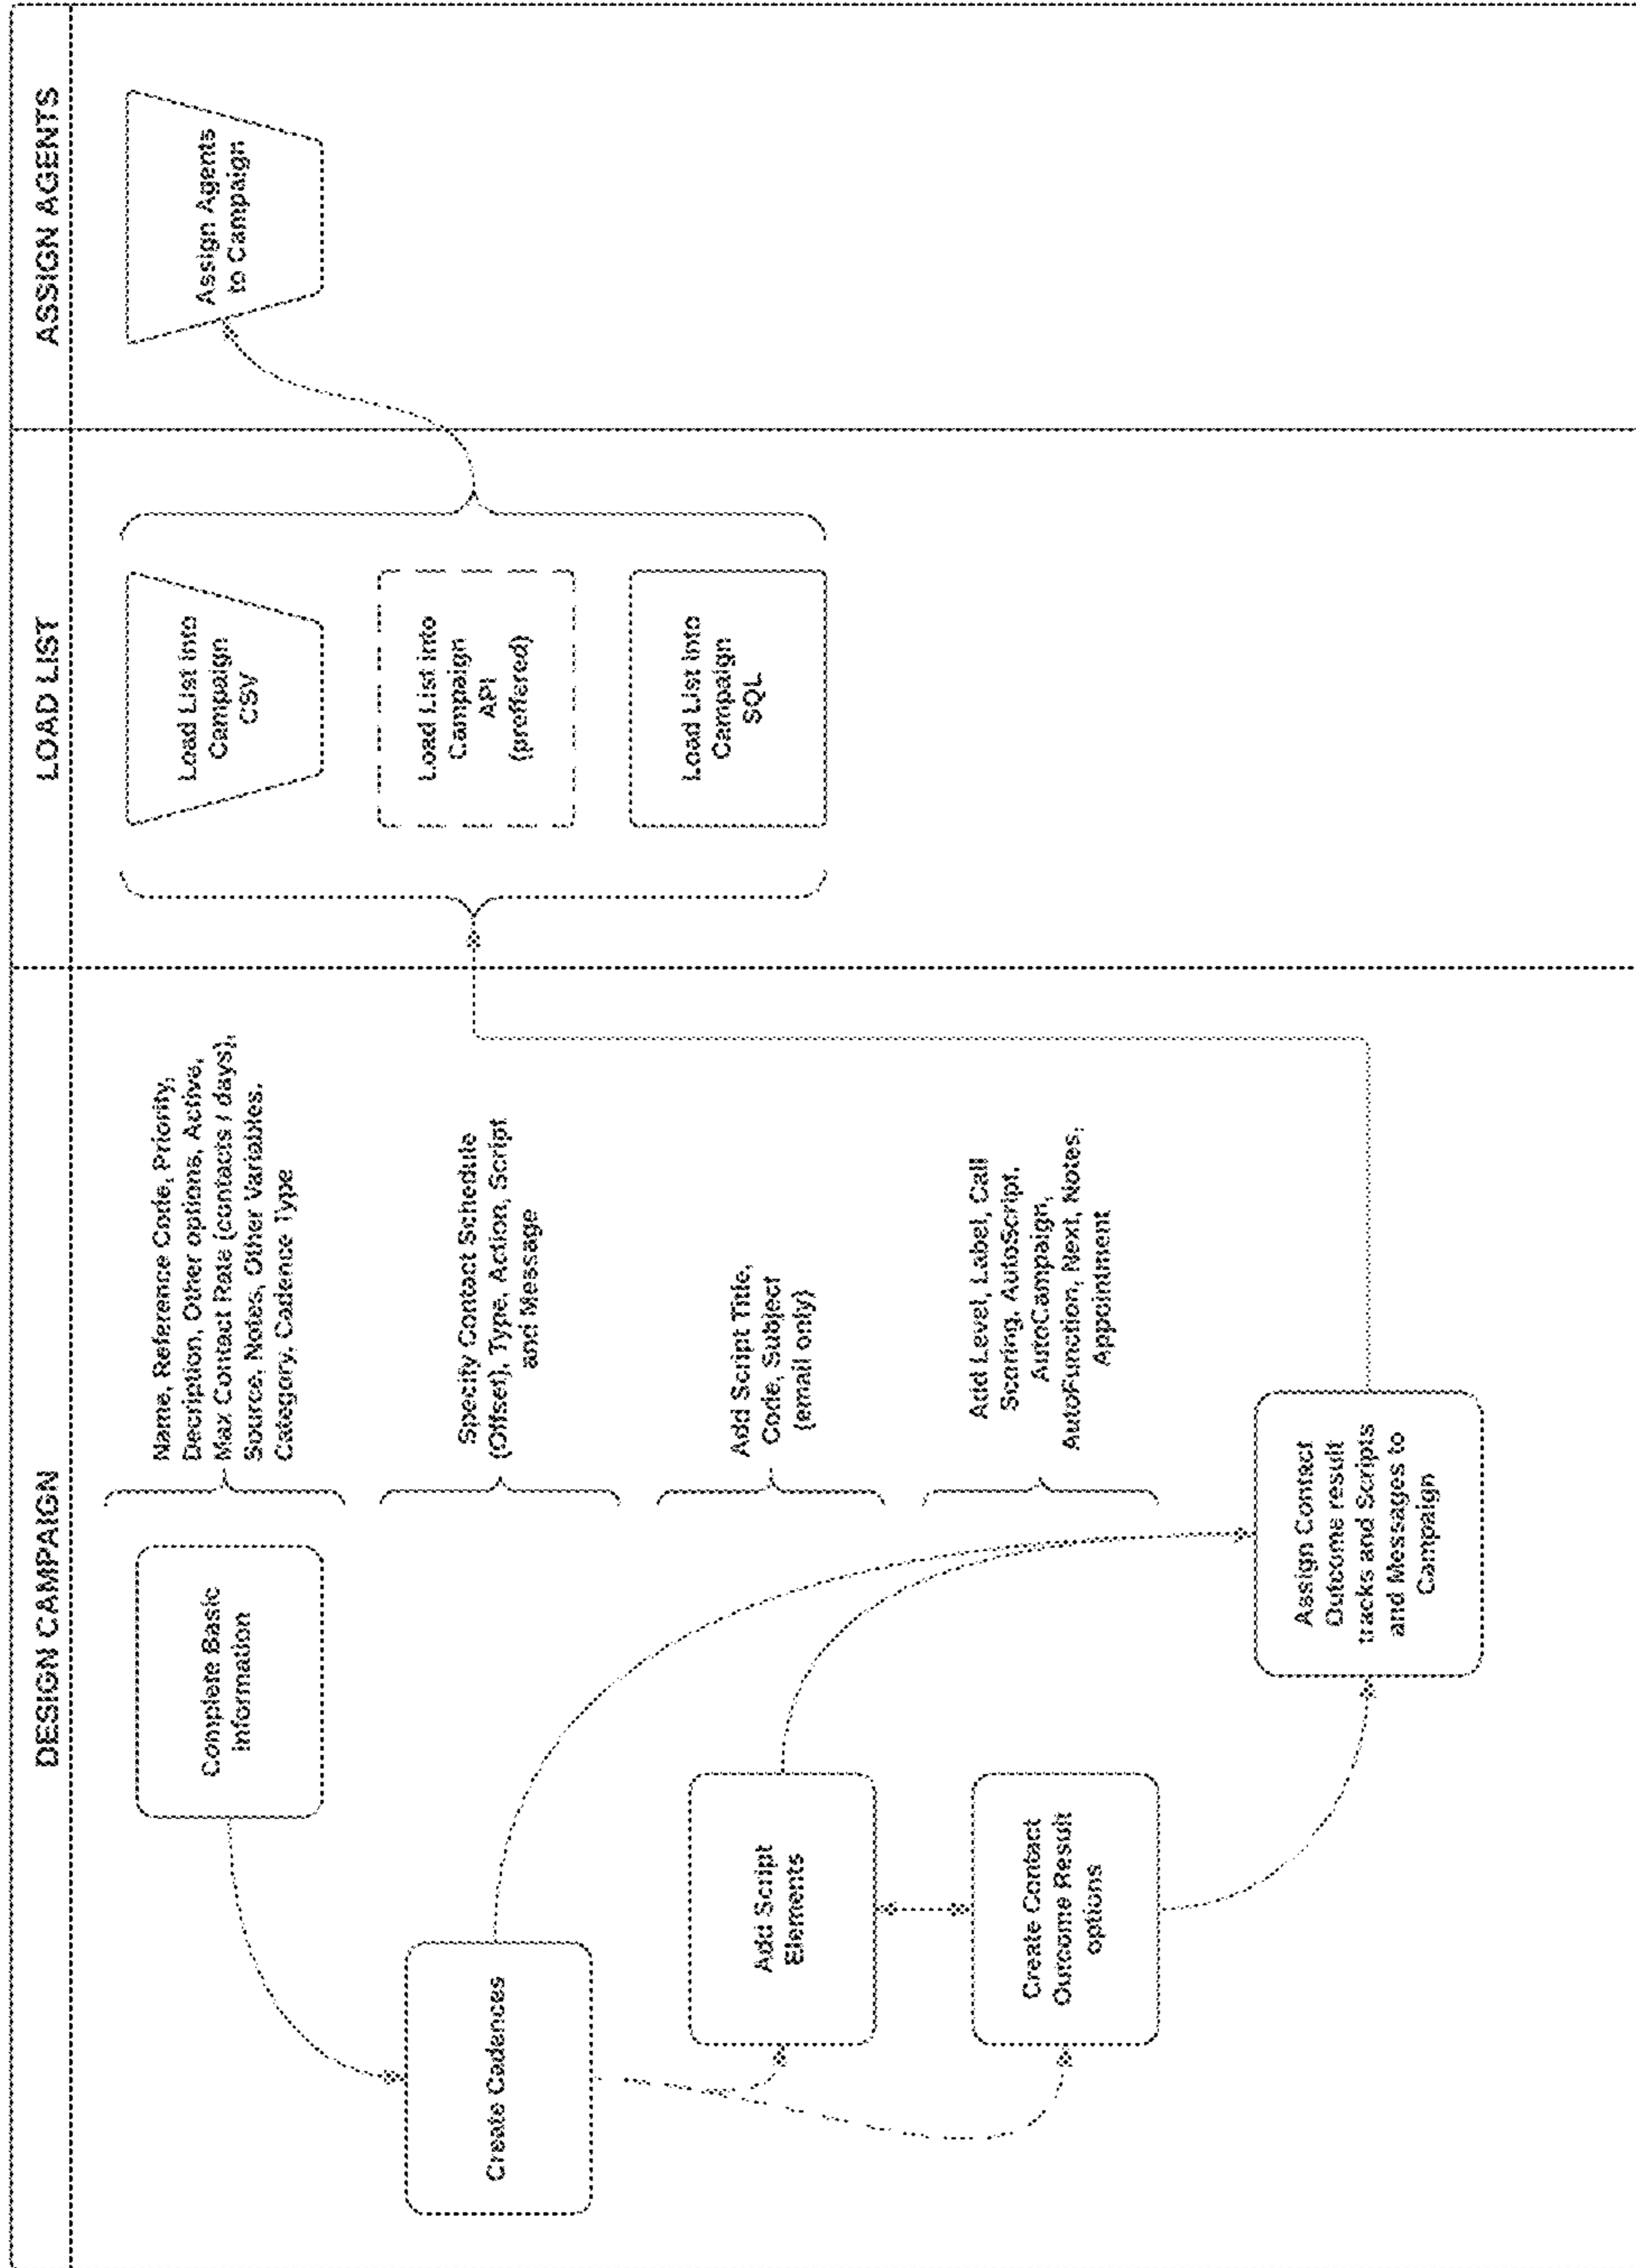 DESIGN CAMPAIGN
Complete Basic
Information
Name, Reference Code, Priority,
Decription, Other options, Active,
Max Contact Rate (contacts / days),
Source, Notes, Other Variables.
Category, Cadence Type
Create Cadences
Specify Contact Schedule
(Offset), Type, Action, Script
and Message
Add Script
Elements
Add Script Title,
Code, Subject
(email only)
Create Contact
Outcome Result
options
Add Level, Label, Call
Scoring, AutoScript,
AutoCampaign,
AutoFunction, Next, Notes,
Appointment
Assign Contact
Outcome result
tracks and Scripts
and Messages to
Campaign
LOAD LIST
Load List into
Campaign
CSV
Load List into
Campaign
API
(preffered)
Load List into
Campaign
SQL
ASSIGN AGENTS
Assign Agents
to Campaign